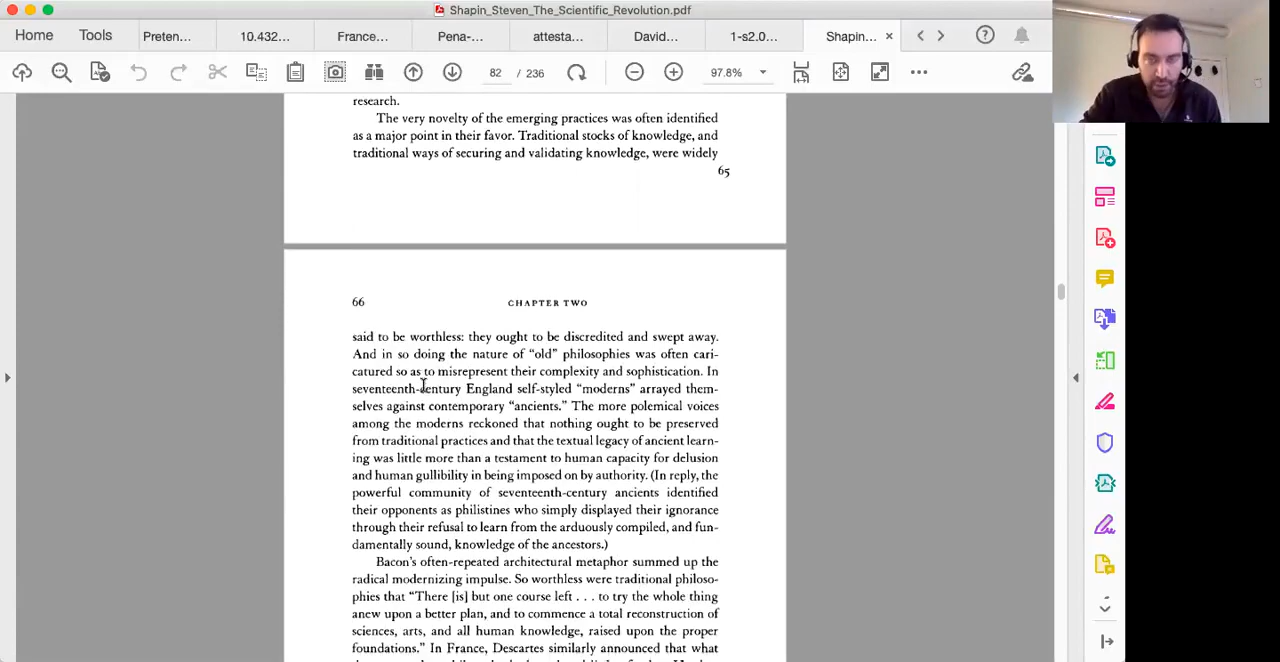 Shapin_Steven_The_Scientific_Revolution.pdf
Home Tools Preten... 10.432... France... Pena-... attesta... David... 1-s2.0... Shapin... ×
82 / 236 97.8%
research.
The very novelty of the emerging practices was often identified
as a major point in their favor. Traditional stocks of knowledge, and
traditional ways of securing and validating knowledge, were widely
65
66 CHAPTER TWO
said to be worthless: they ought to be discredited and swept away.
And in so doing the nature of "old" philosophies was often cari-
catured so as to misrepresent their complexity and sophistication. In
seventeenth-century England self-styled "moderns" arrayed them-
selves against contemporary "ancients." The more polemical voices
among the moderns reckoned that nothing ought to be preserved
from traditional practices and that the textual legacy of ancient learn-
ing was little more than a testament to human capacity for delusion
and human gullibility in being imposed on by authority. (In reply, the
powerful community of seventeenth-century ancients identified
their opponents as philistines who simply displayed their ignorance
through their refusal to learn from the arduously compiled, and fun-
damentally sound, knowledge of the ancestors.)
Bacon's often-repeated architectural metaphor summed up the
radical modernizing impulse. So worthless were traditional philoso-
phies that "There [is] but one course left . . . to try the whole thing
anew upon a better plan, and to commence a total reconstruction of
sciences, arts, and all human knowledge, raised upon the proper
foundations." In France, Descartes similarly announced that what